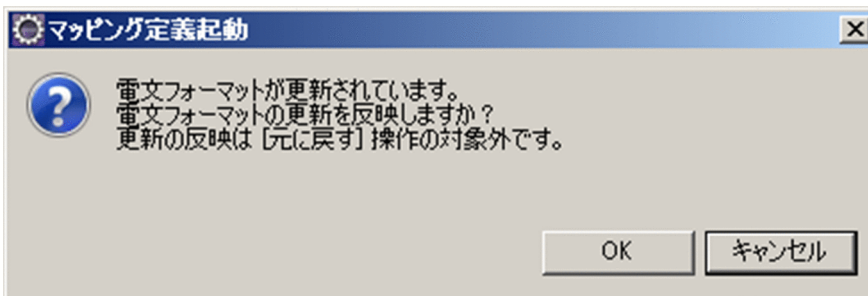 マッピング定義起動
電文フォーマットが更新されています。
電文フォーマットの更新を反映しますか？
更新の反映は [元に戻す] 操作の対象外です。
OK
キャンセル